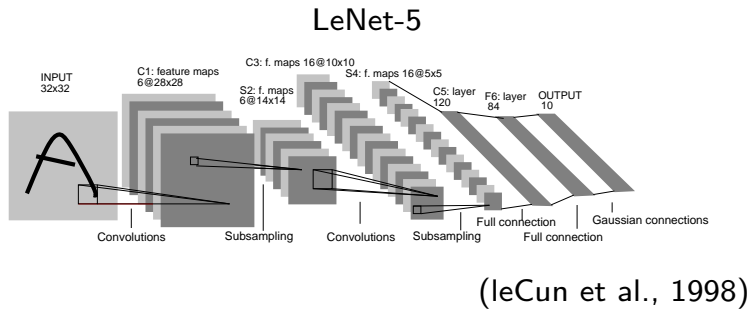 LeNet-5
INPUT
32x32
C1: feature maps
6@28x28
S2: f. maps
6@14x14
C3: f. maps 16@10x10
S4: f. maps 16@5x5
C5: layer
120
F6: layer
84
OUTPUT
10
Convolutions
Subsampling
Convolutions
Subsampling
Full connection
Full connection
Gaussian connections
(leCun et al., 1998)